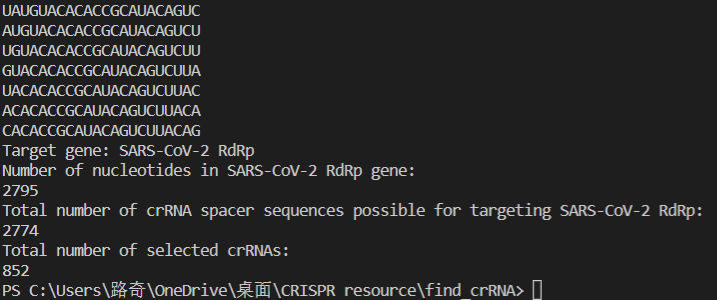 UAUGUACACACCGCAUACAGUC
AUGUACACACCGCAUACAGUCU
UGUACACACCGCAUACAGUCUU
GUACACACCGCAUACAGUCUUA
UACACACCGCAUACAGUCUUAC
ACACACCGCAUACAGUCUUACA
CACACCGCAUACAGUCUUACAG
Target gene: SARS-CoV-2 RdRp
Number of nucleotides in SARS-CoV-2 RdRp gene:
2795
Total number of crRNA spacer sequences possible for targeting SARS-CoV-2 RdRp:
2774
Total number of selected crRNAs:
852
PS C:\Users\路奇\OneDrive\桌面\CRISPR resource\find_crRNA>